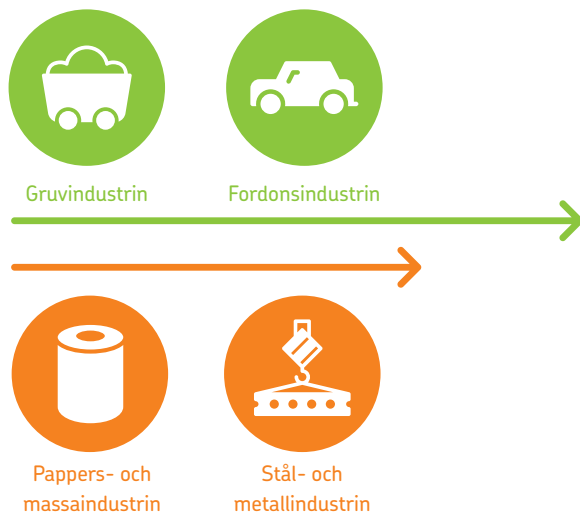 Gruvindustrin
Fordonsindustrin
Pappers- och
massaindustrin
Stål- och
metallindustrin